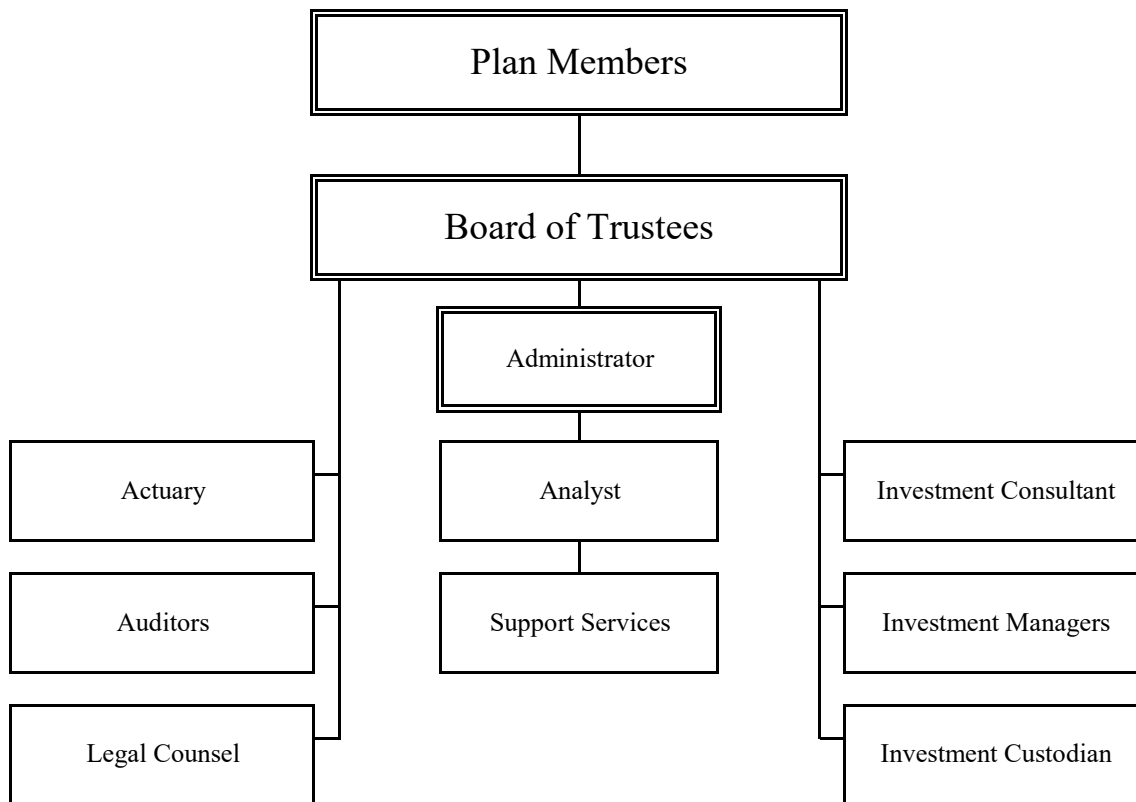 Plan Members
Board of Trustees
Administrator
Actuary
Analyst
Investment Consultant
Auditors
Support Services
Investment Managers
Legal Counsel
Investment Custodian